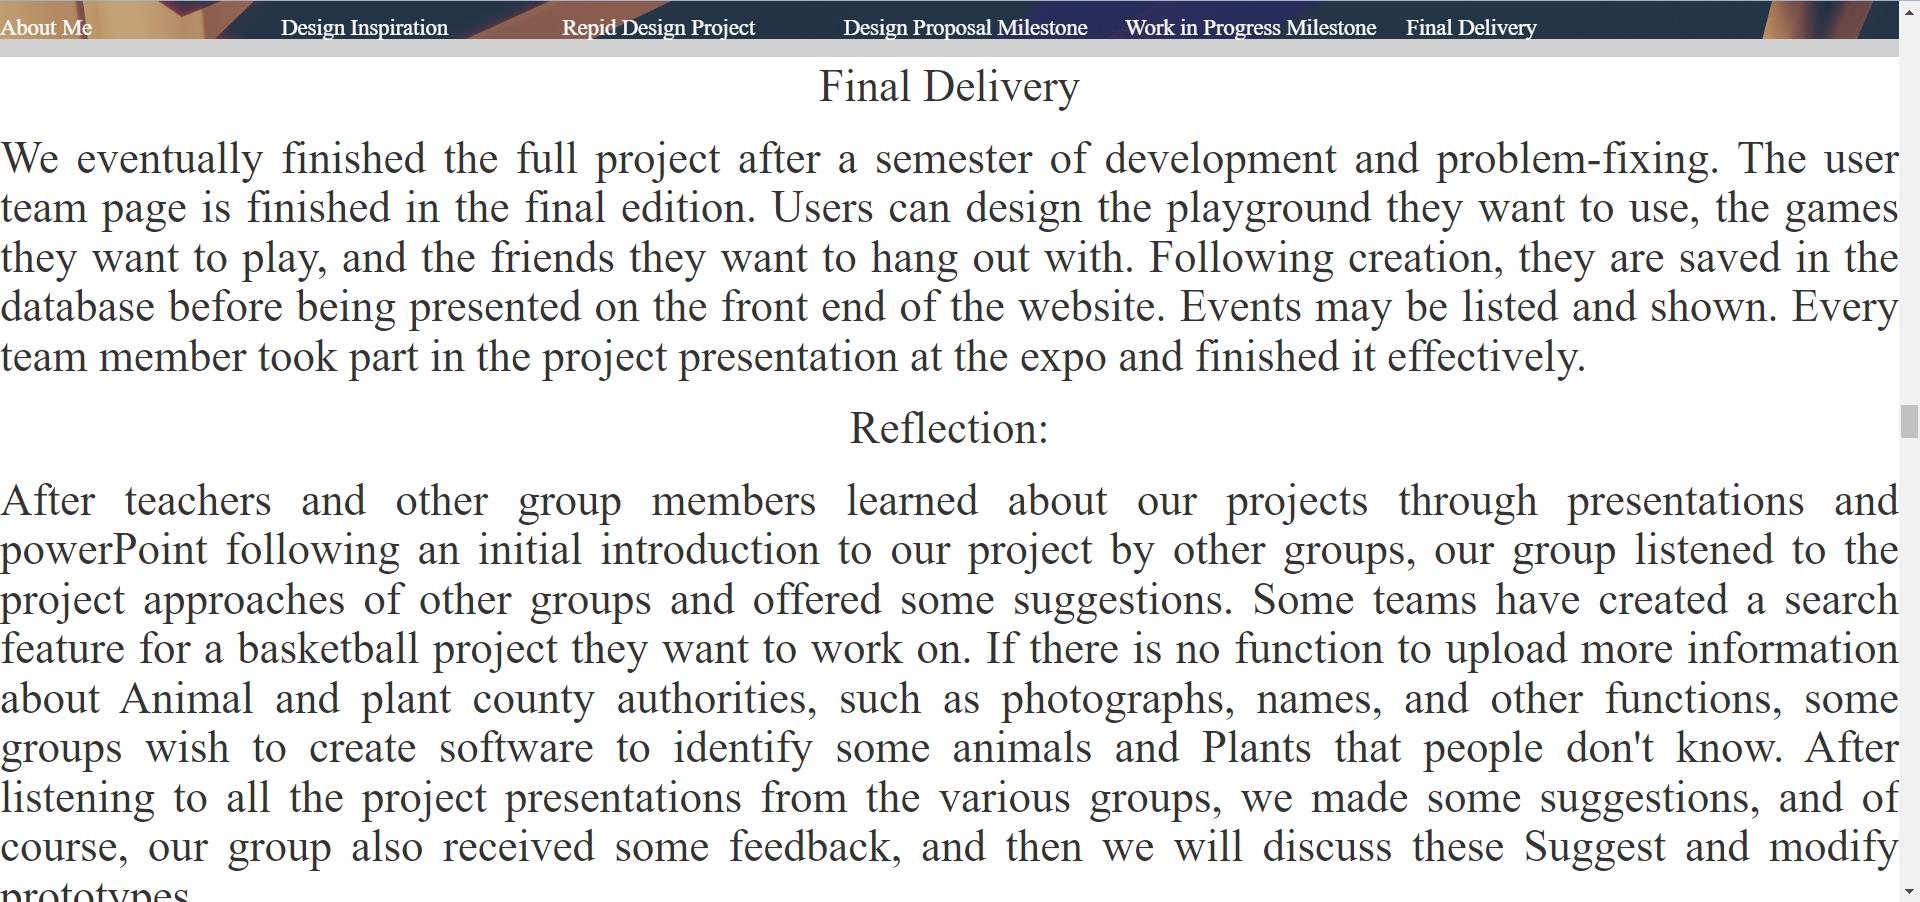 About Me Design Inspiration Repid Design Project Design Proposal Milestone Work in Progress Milestone Final Delivery
Final Delivery
We eventually finished the full project after a semester of development and problem-fixing. The user
team page is finished in the final edition. Users can design the playground they want to use, the games
they want to play, and the friends they want to hang out with. Following creation, they are saved in the
database before being presented on the front end of the website. Events may be listed and shown. Every
team member took part in the project presentation at the expo and finished it effectively.
Reflection:
After teachers and other group members learned about our projects through presentations and
powerPoint following an initial introduction to our project by other groups, our group listened to the
project approaches of other groups and offered some suggestions. Some teams have created a search
feature for a basketball project they want to work on. If there is no function to upload more information
about Animal and plant county authorities, such as photographs, names, and other functions, some
groups wish to create software to identify some animals and Plants that people don't know. After
listening to all the project presentations from the various groups, we made some suggestions, and of
course, our group also received some feedback, and then we will discuss these Suggest and modify
prototypes